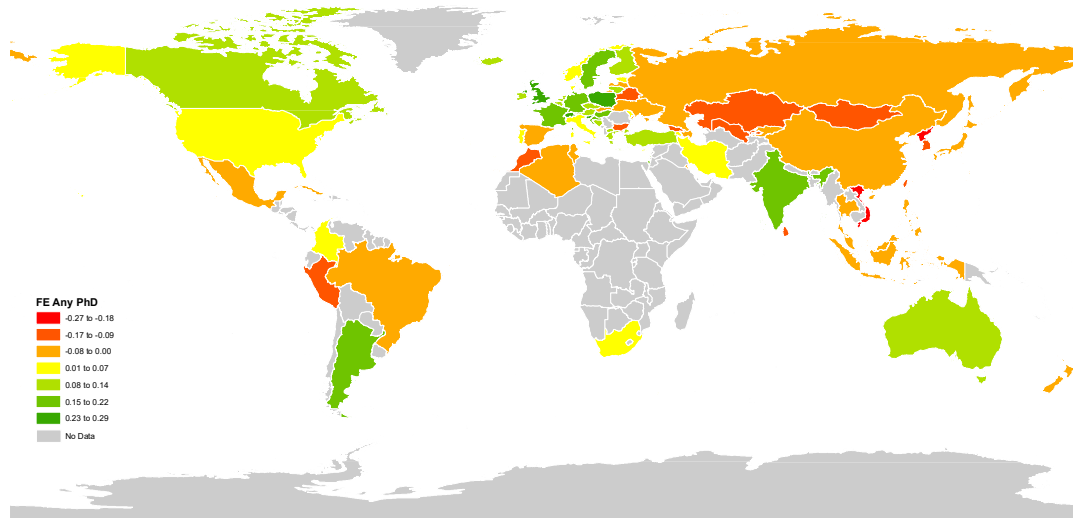 FE Any PhD
-0.27 to -0.18
-0.17 to -0.09
-0.08 to 0.00
0.01 to 0.07
0.08 to 0.14
0.15 to 0.22
0.23 to 0.29
No Data